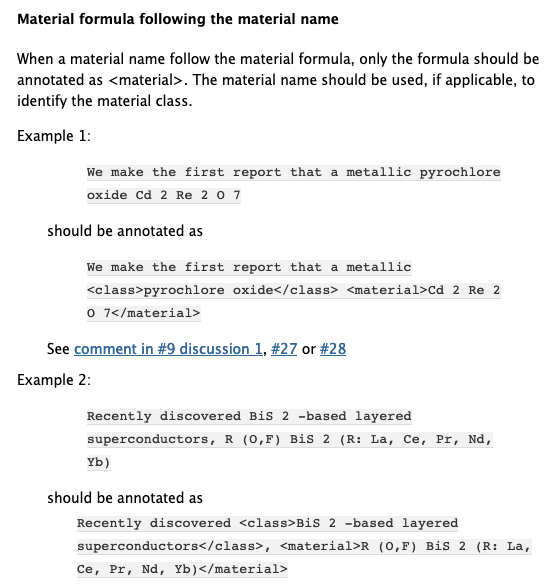 Material formula following the material name
When a material name follow the material formula, only the formula should be
annotated as <material>. The material name should be used, if applicable, to
identify the material class.
Example 1:
We make the first report that a metallic pyrochlore
oxide Cd 2 Re 2 O 7
should be annotated as
We make the first report that a metallic
<class>pyrochlore oxide</class> <material>Cd 2 Re 2
O 7</material>
See comment in #9 discussion 1, #27 or #28
Example 2:
Recently discovered BiS 2 -based layered
superconductors, R (O,F) BiS 2 (R: La, Ce, Pr, Nd,
Yb)
should be annotated as
Recently discovered <class>BiS 2 -based layered
superconductors</class>, <material>R (O,F) BiS 2 (R: La,
Ce, Pr, Nd, Yb)</material>